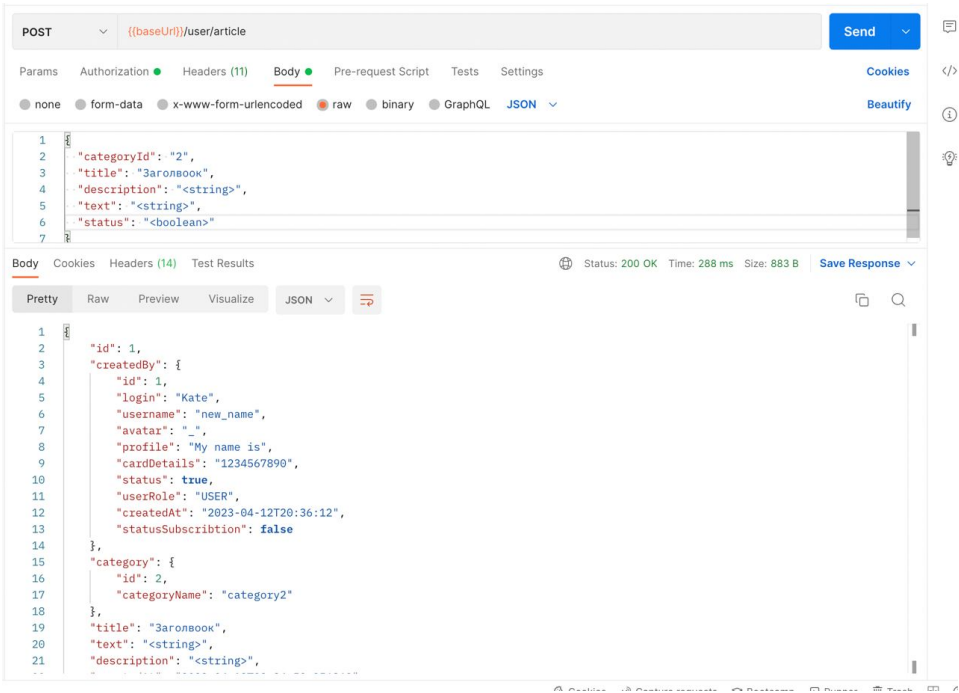 POST {{baseUrl}}/user/article Send
Params Authorization Headers (11) Body Pre-request Script Tests Settings Cookies
none form-data x-www-form-urlencoded raw binary GraphQL JSON Beautify
1 {
2 "categoryId": "2",
3 "title": "Заголвоок",
4 "description": "<string>",
5 "text": "<string>",
6 "status": "<boolean>"
7 }
Body Cookies Headers (14) Test Results Status: 200 OK Time: 288 ms Size: 883 B Save Response
Pretty Raw Preview Visualize JSON
1 {
2 "id": 1,
3 "createdBy": {
4 "id": 1,
5 "login": "Kate",
6 "username": "new_name",
7 "avatar": "_",
8 "profile": "My name is",
9 "cardDetails": "1234567890",
10 "status": true,
11 "userRole": "USER",
12 "createdAt": "2023-04-12T20:36:12",
13 "statusSubscribtion": false
14 },
15 "category": {
16 "id": 2,
17 "categoryName": "category2"
18 },
19 "title": "Заголвоок",
20 "text": "<string>",
21 "description": "<string>",
Cookies Capture requests Bootcamp Runner Trash